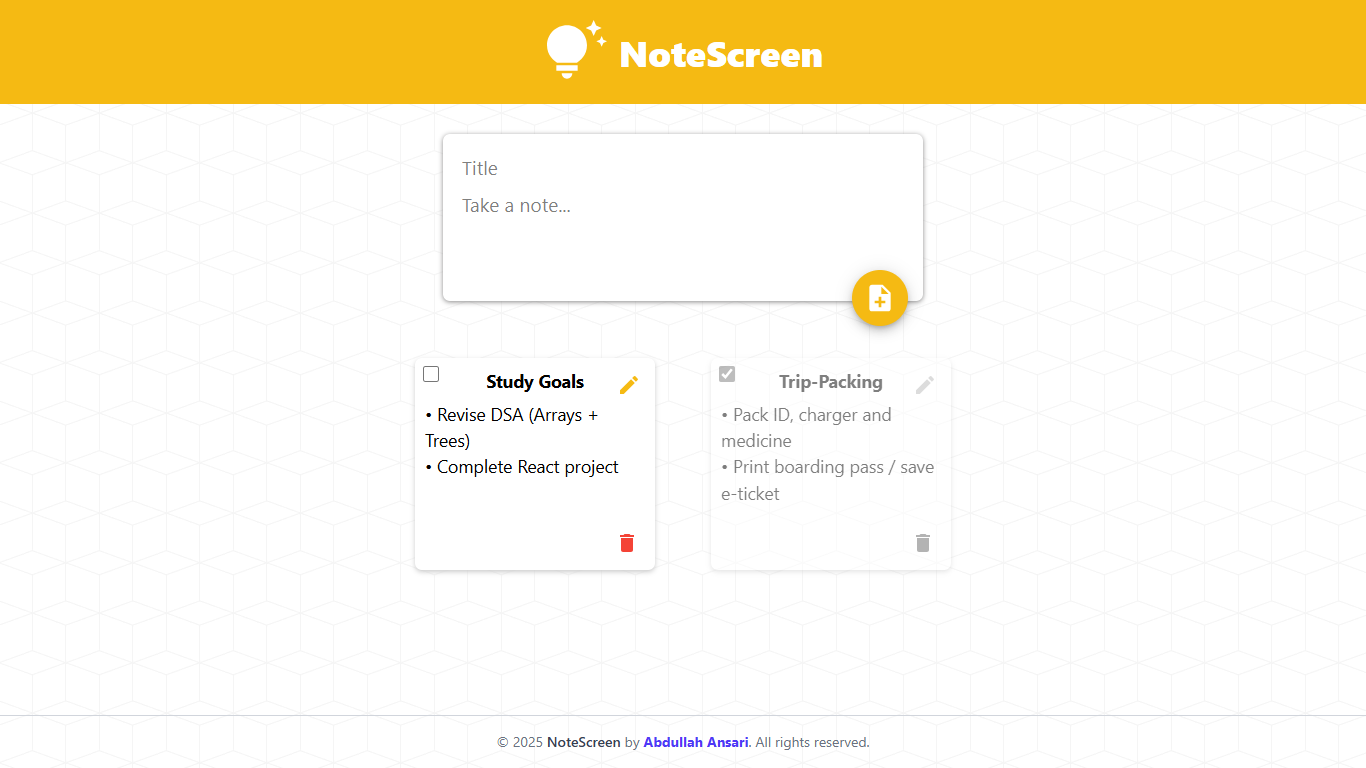 NoteScreen
Title
Take a note...
Study Goals
• Revise DSA (Arrays +
Trees)
• Complete React project
Trip-Packing
• Pack ID, charger and
medicine
• Print boarding pass / save
e-ticket
© 2025 NoteScreen by Abdullah Ansari. All rights reserved.